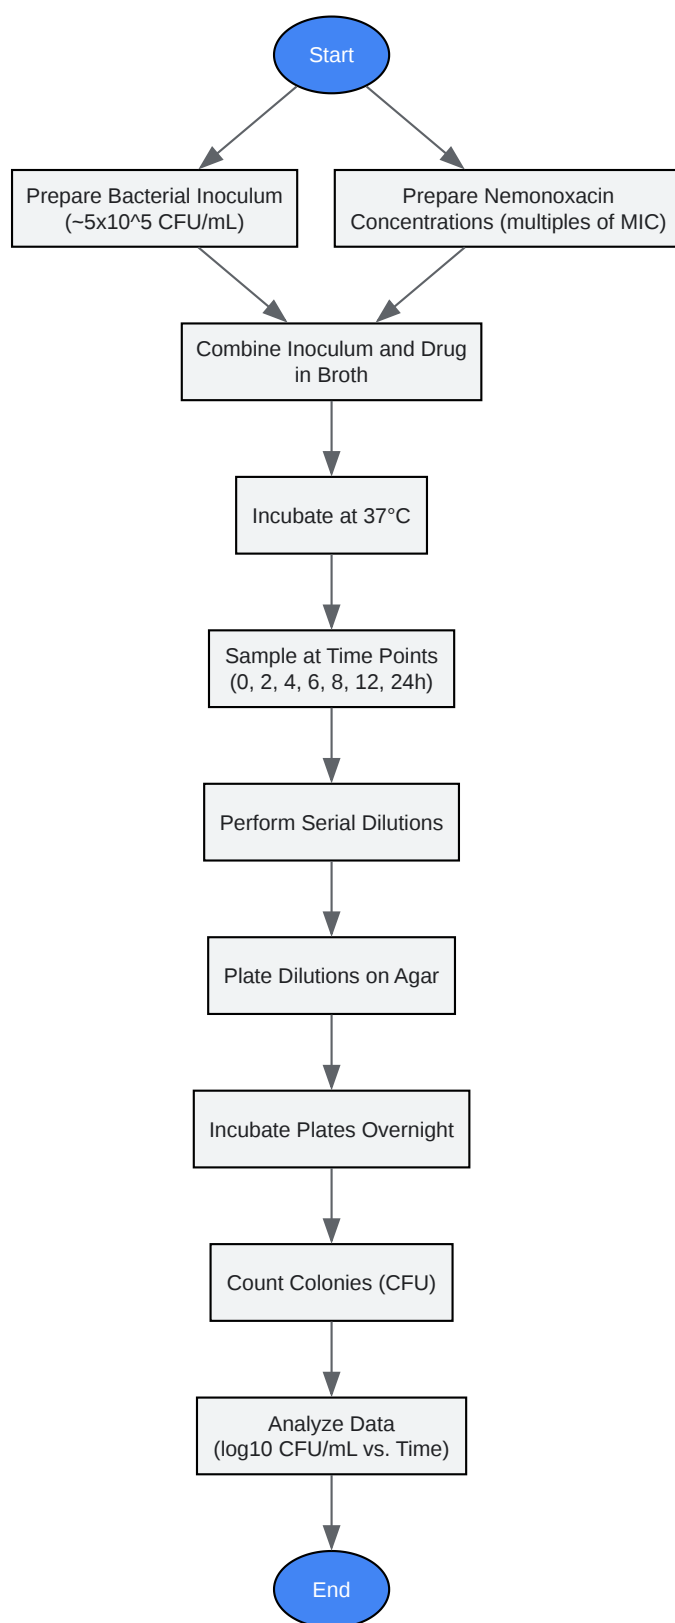 Start
Prepare Bacterial Inoculum
(~5x10^5 CFU/mL)
Prepare Nemonoxacin
Concentrations (multiples of MIC)
Combine Inoculum and Drug
in Broth
Incubate at 37°C
Sample at Time Points
(0, 2, 4, 6, 8, 12, 24h)
Perform Serial Dilutions
Plate Dilutions on Agar
Incubate Plates Overnight
Count Colonies (CFU)
Analyze Data
(log10 CFU/mL vs. Time)
End